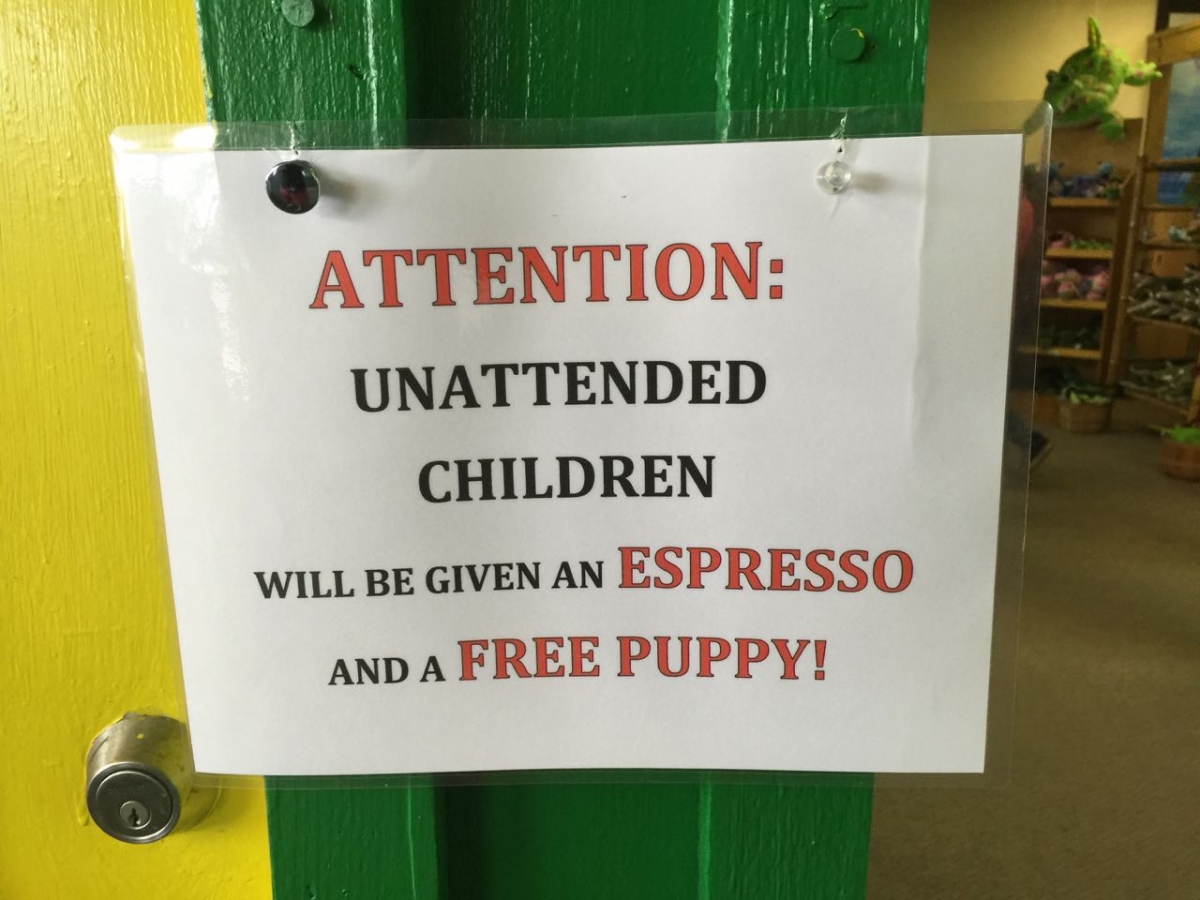 ATTENTION:
UNATTENDED
CHILDREN
WILL BE GIVEN AN ESPRESSO
AND A FREE PUPPY!